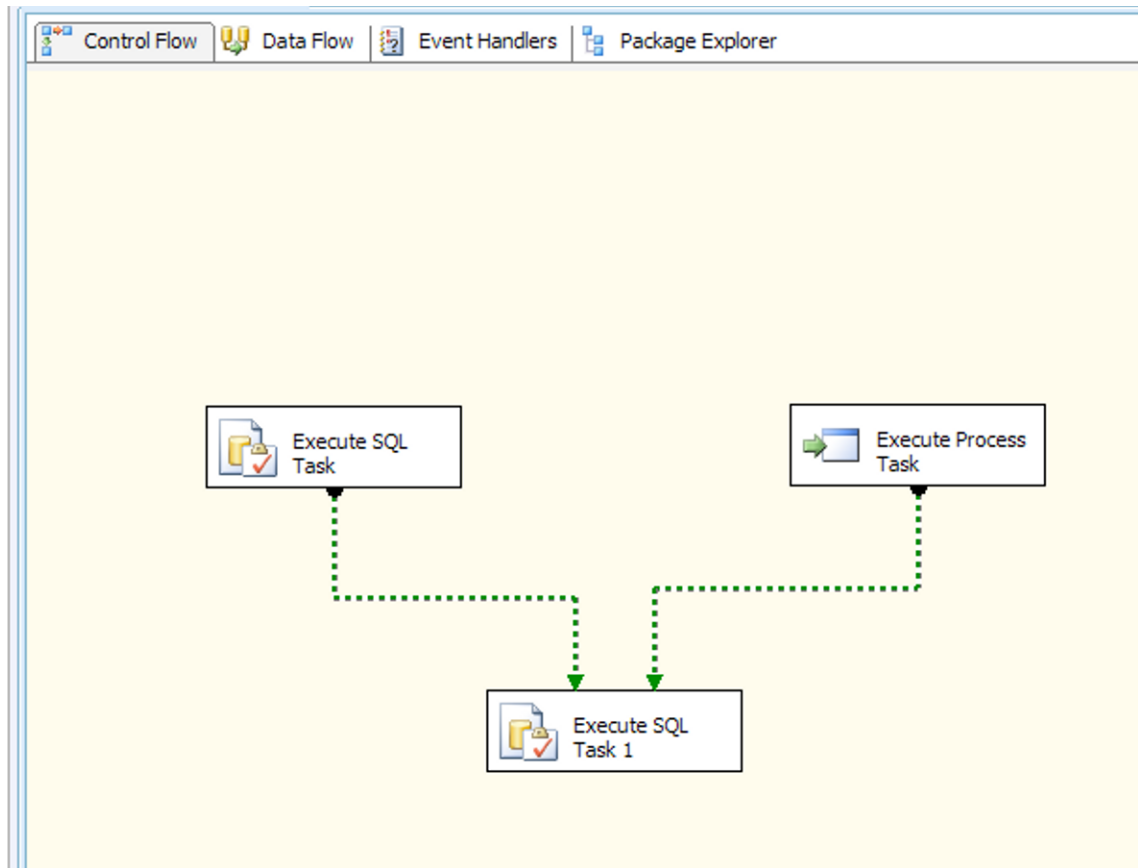 Control Flow Data Flow Event Handlers Package Explorer
Execute SQL
Task
Execute Process
Task
Execute SQL
Task 1